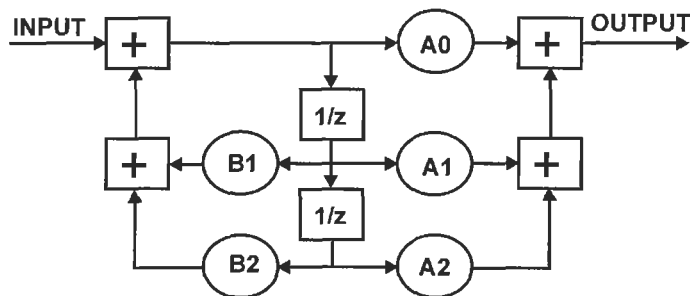 INPUT OUTPUT
+ A0 +
1/z
+ B1 A1 +
1/z
B2 A2